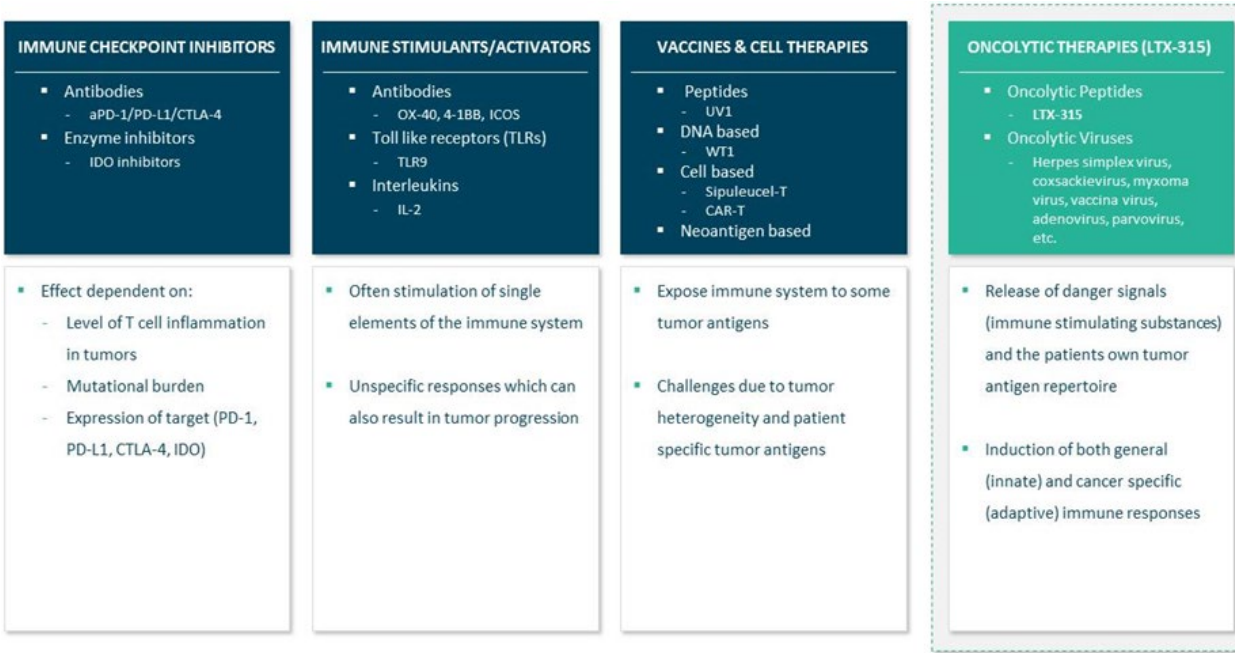 IMMUNE CHECKPOINT INHIBITORS
▪ Antibodies
- aPD-1/PD-L1/CTLA-4
▪ Enzyme inhibitors
- IDO inhibitors
▪ Effect dependent on:
- Level of T cell inflammation
in tumors
- Mutational burden
- Expression of target (PD-1,
PD-L1, CTLA-4, IDO)
IMMUNE STIMULANTS/ACTIVATORS
▪ Antibodies
- OX-40, 4-1BB, ICOS
▪ Toll like receptors (TLRs)
- TLR9
▪ Interleukins
- IL-2
▪ Often stimulation of single
elements of the immune system
▪ Unspecific responses which can
also result in tumor progression
VACCINES & CELL THERAPIES
▪ Peptides
- UV1
▪ DNA based
- WT1
▪ Cell based
- Sipuleucel-T
- CAR-T
▪ Neoantigen based
▪ Expose immune system to some
tumor antigens
▪ Challenges due to tumor
heterogeneity and patient
specific tumor antigens
ONCOLYTIC THERAPIES (LTX-315)
▪ Oncolytic Peptides
- LTX-315
▪ Oncolytic Viruses
- Herpes simplex virus,
coxsackievirus, myxoma
virus, vaccina virus,
adenovirus, parvovirus,
etc.
▪ Release of danger signals
(immune stimulating substances)
and the patients own tumor
antigen repertoire
▪ Induction of both general
(innate) and cancer specific
(adaptive) immune responses